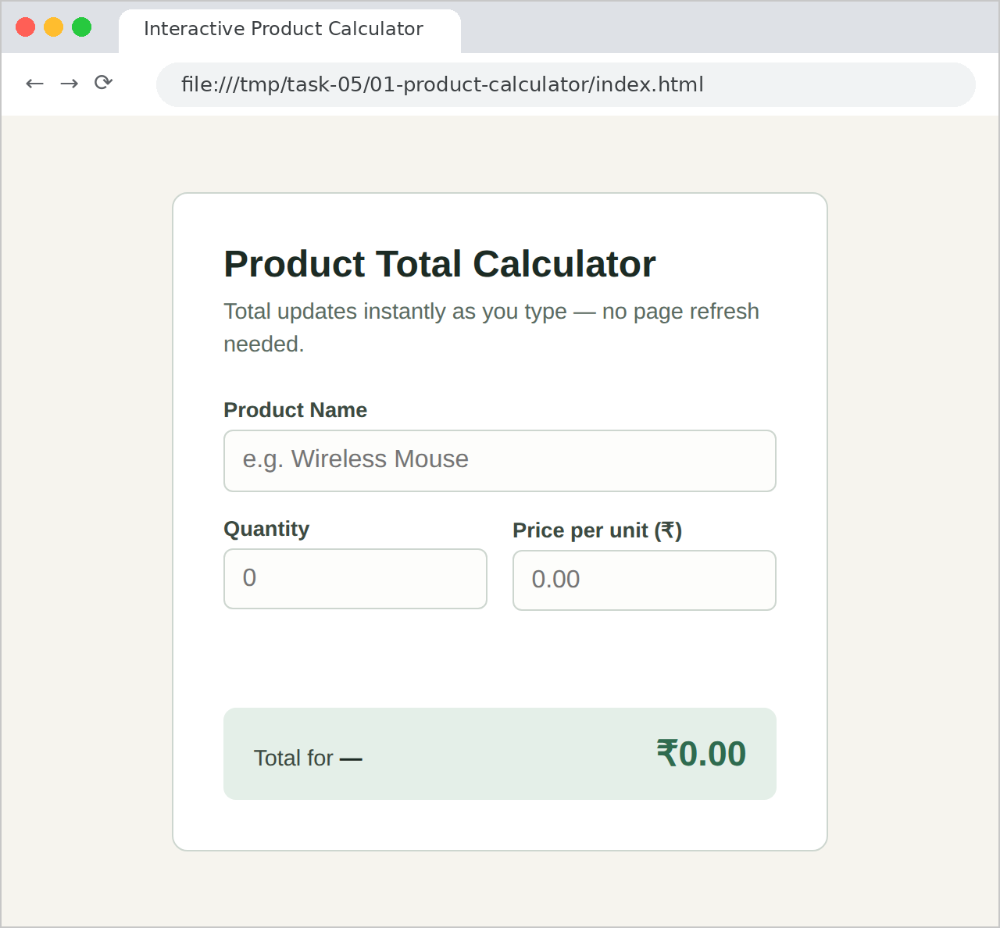 Interactive Product Calculator
← → ⟳ file:///tmp/task-05/01-product-calculator/index.html
Product Total Calculator
Total updates instantly as you type — no page refresh
needed.
Product Name
e.g. Wireless Mouse
Quantity
Price per unit (₹)
0
0.00
Total for —
₹0.00